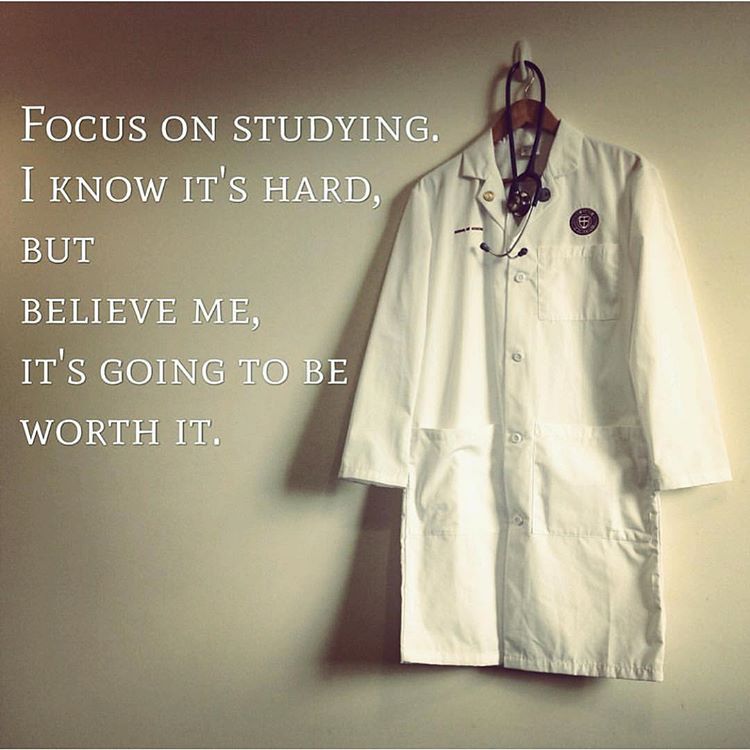 Focus on studying.
I know it's hard,
but
believe me,
it's going to be
worth it.